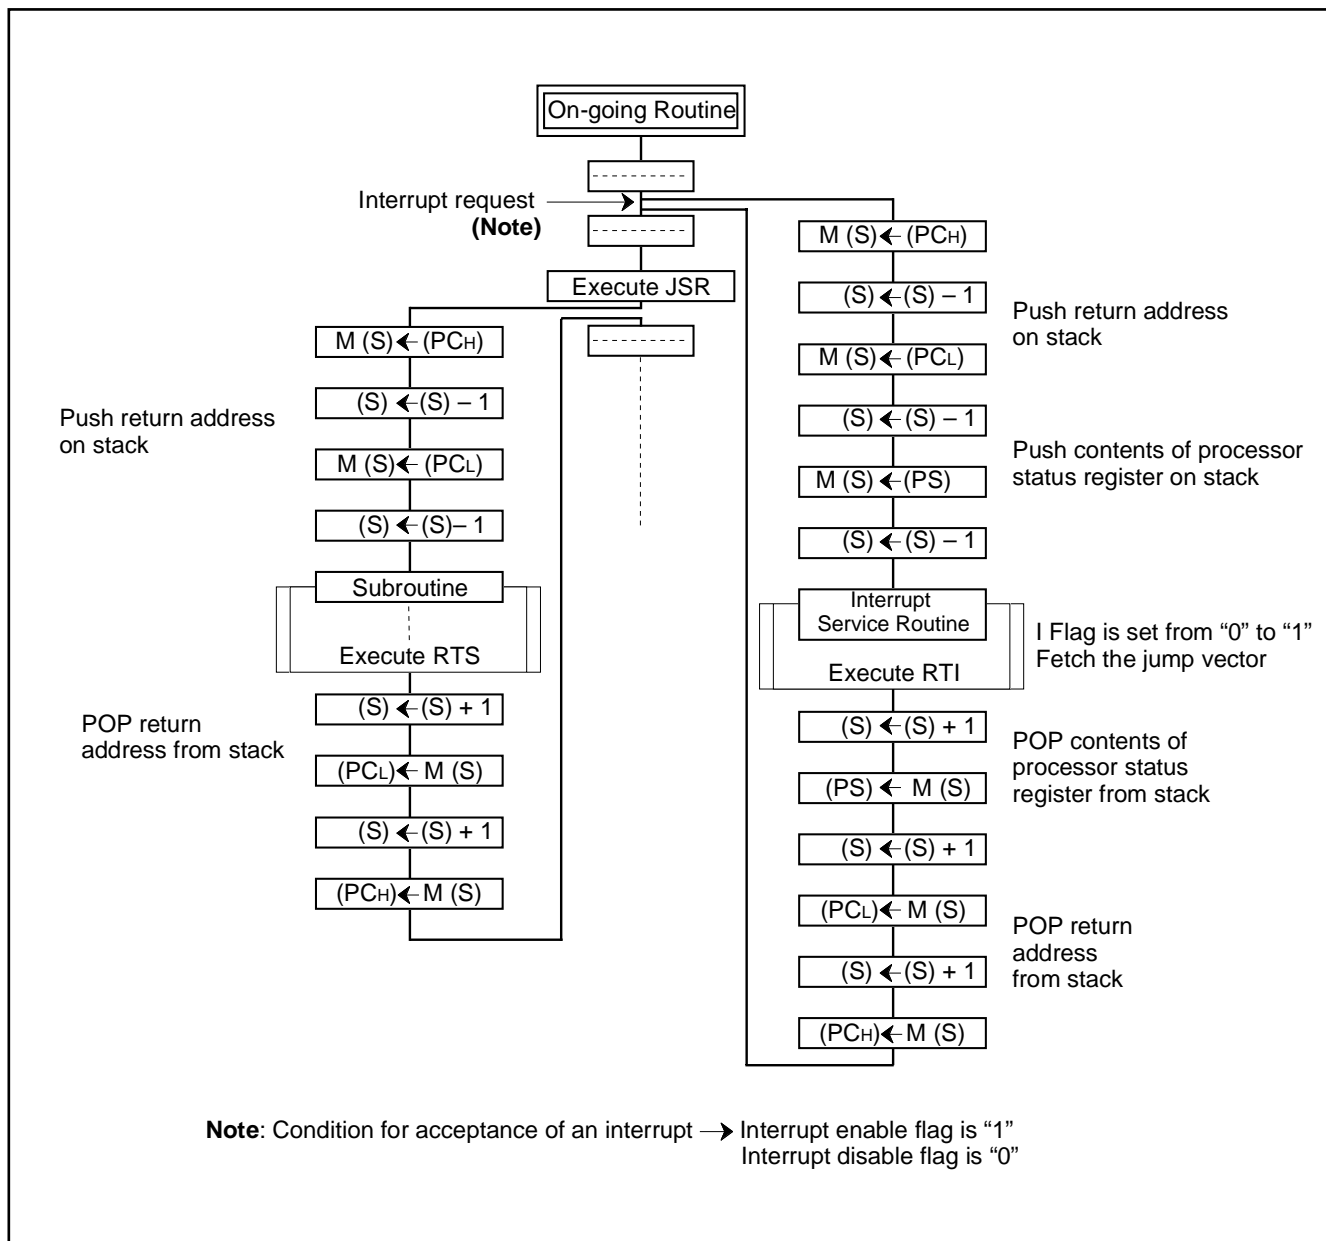 On-going Routine
Interrupt request
(Note)
Execute JSR
M (S) ← (PCH)
(S) ← (S) – 1
M (S) ← (PCL)
(S) ← (S)– 1
Push return address
on stack
Subroutine
Execute RTS
POP return
address from stack
(S) ← (S) + 1
(PCL) ← M (S)
(S) ← (S) + 1
(PCH) ← M (S)
M (S) ← (PCH)
(S) ← (S) – 1
M (S) ← (PCL)
(S) ← (S) – 1
M (S) ← (PS)
(S) ← (S) – 1
Push return address
on stack
Push contents of processor
status register on stack
Interrupt
Service Routine
Execute RTI
I Flag is set from “0” to “1”
Fetch the jump vector
(S) ← (S) + 1
(PS) ← M (S)
(S) ← (S) + 1
(PCL) ← M (S)
(S) ← (S) + 1
(PCH) ← M (S)
POP contents of
processor status
register from stack
POP return
address
from stack
Note: Condition for acceptance of an interrupt → Interrupt enable flag is “1”
Interrupt disable flag is “0”